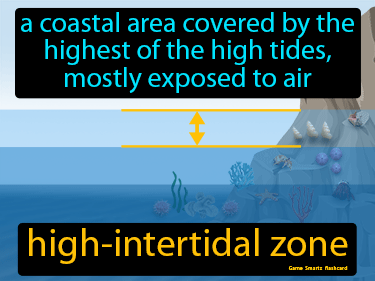 a coastal area covered by the
highest of the high tides,
mostly exposed to air
high-intertidal zone
Game Smartz flashcard